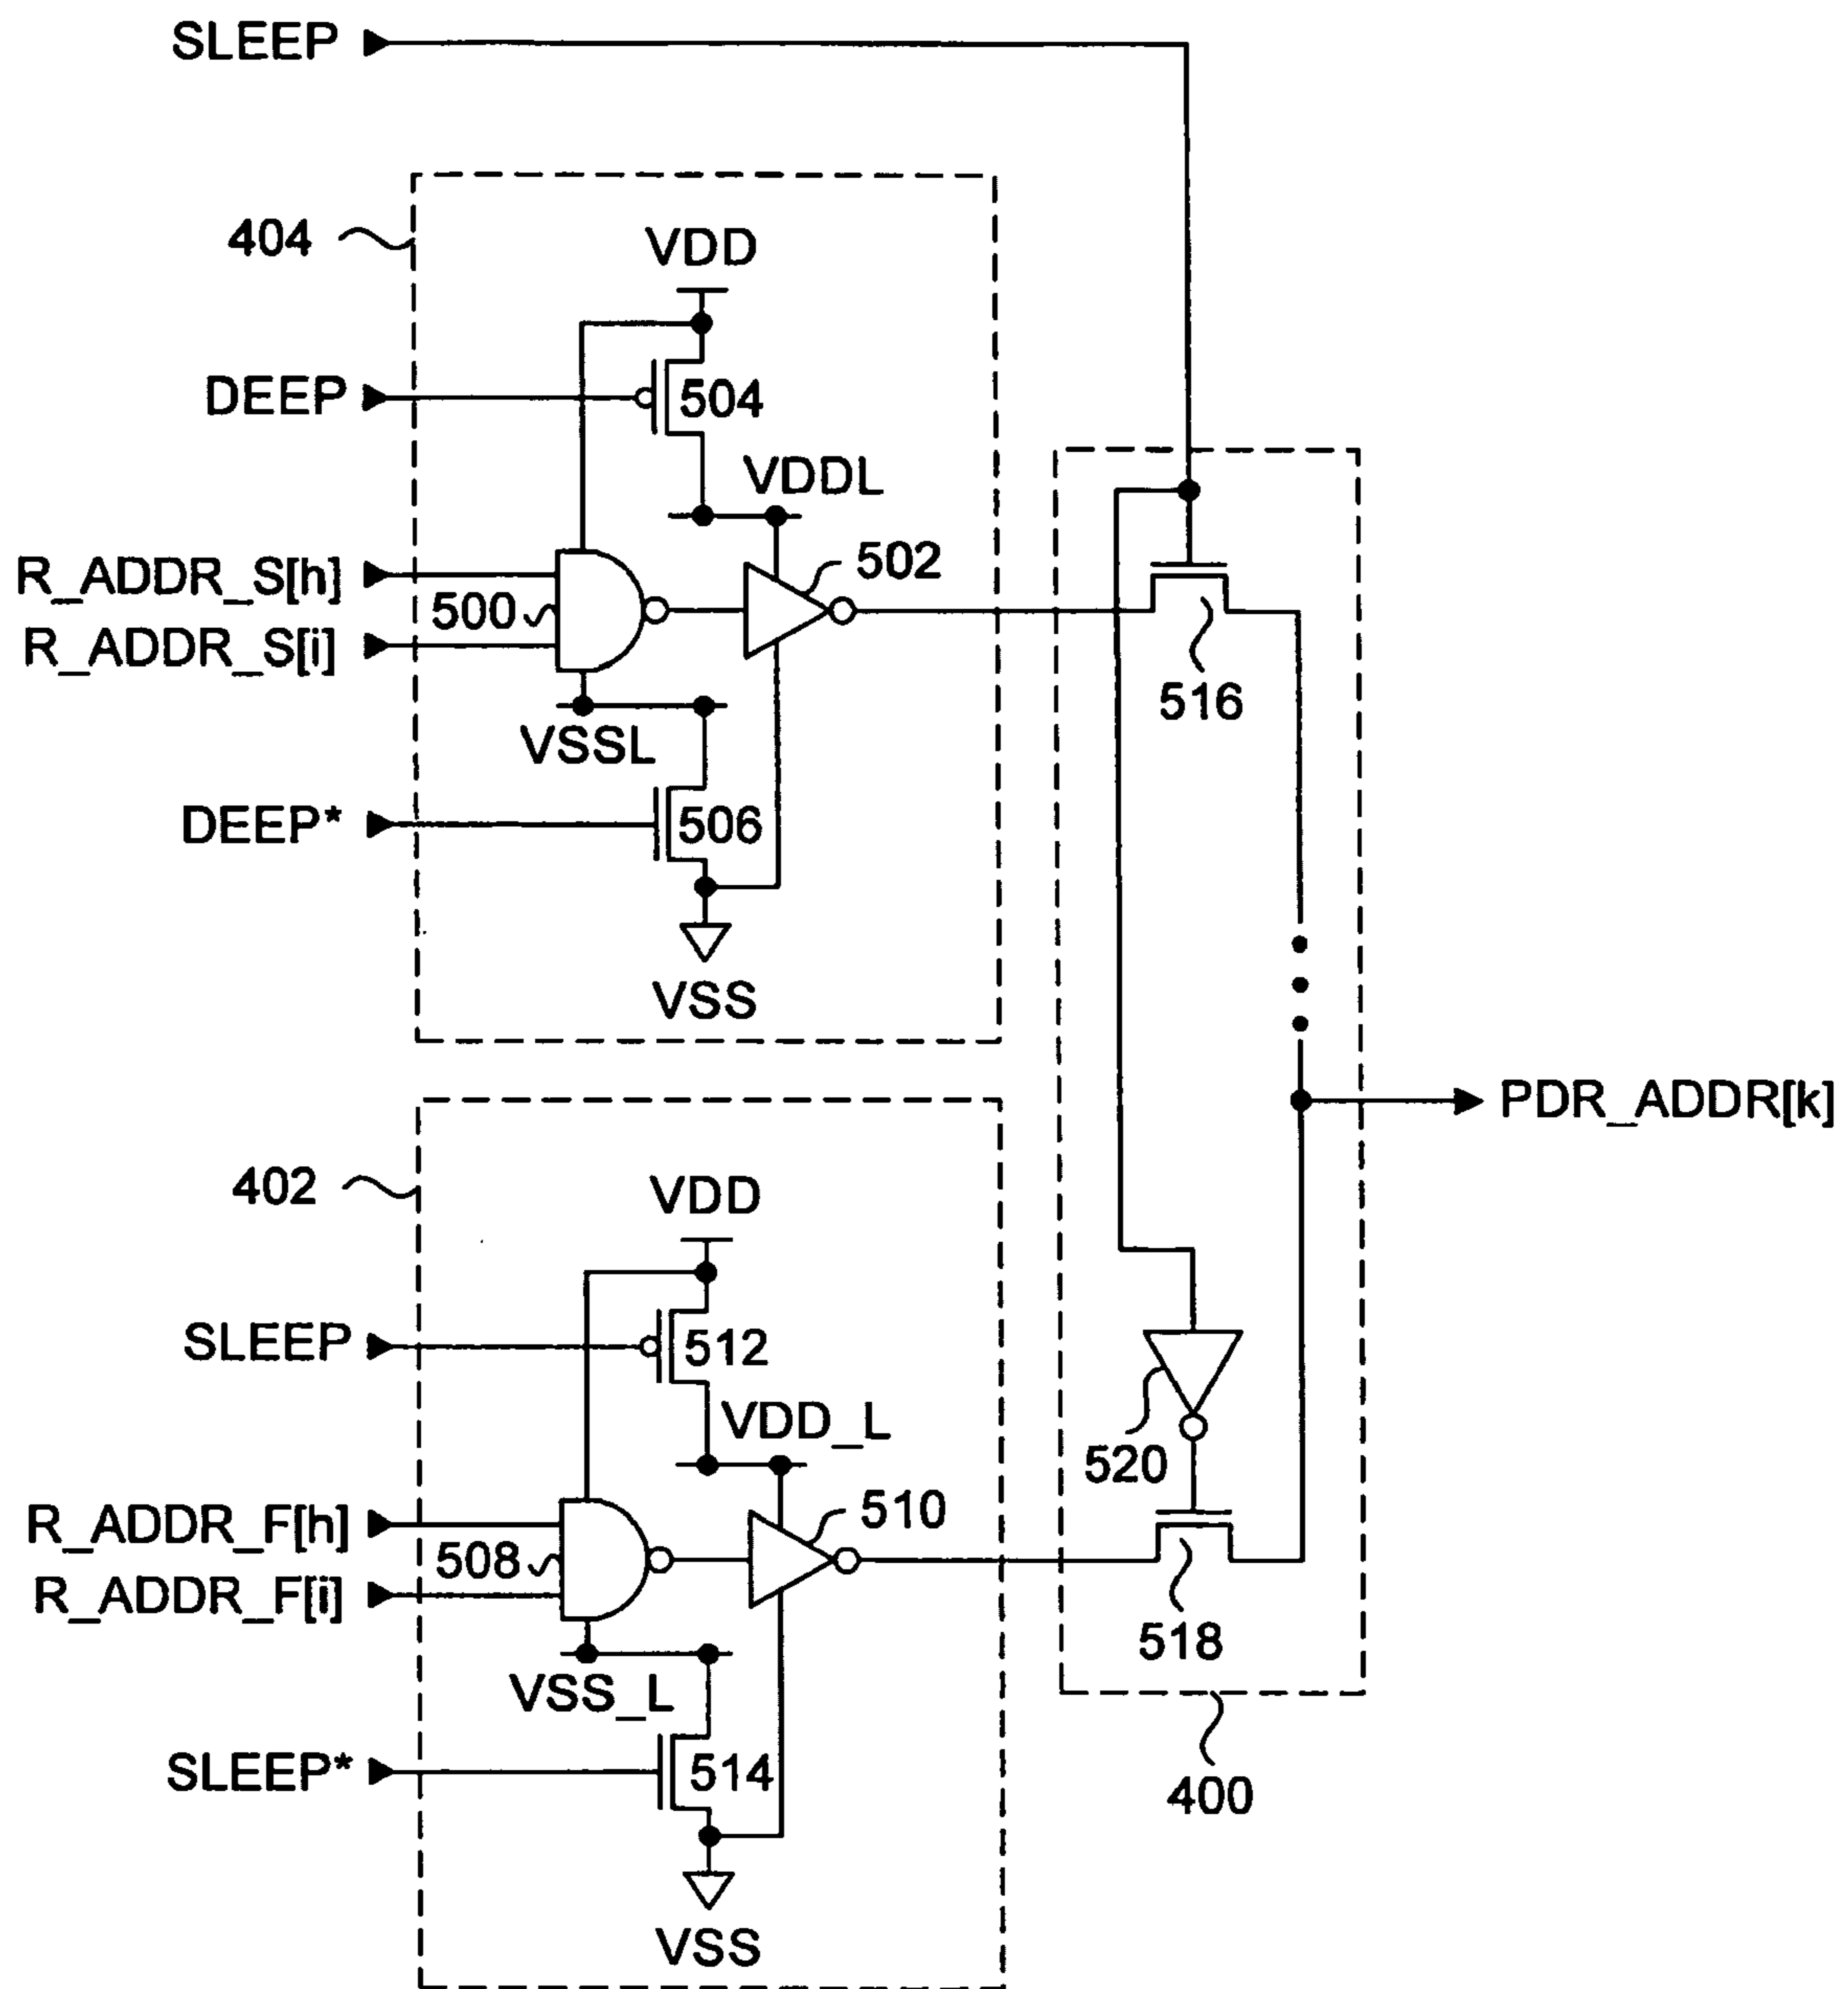 SLEEP
404
VDD
DEEP
504
VDDL
502
R_ADDR_S[h]
500
R_ADDR_S[i]
516
VSSL
DEEP*
506
VSS
PDR_ADDR[k]
402
VDD
SLEEP
512
VDD_L
520
510
R_ADDR_F[h]
508
R_ADDR_F[i]
518
VSS_L
SLEEP*
514
400
VSS